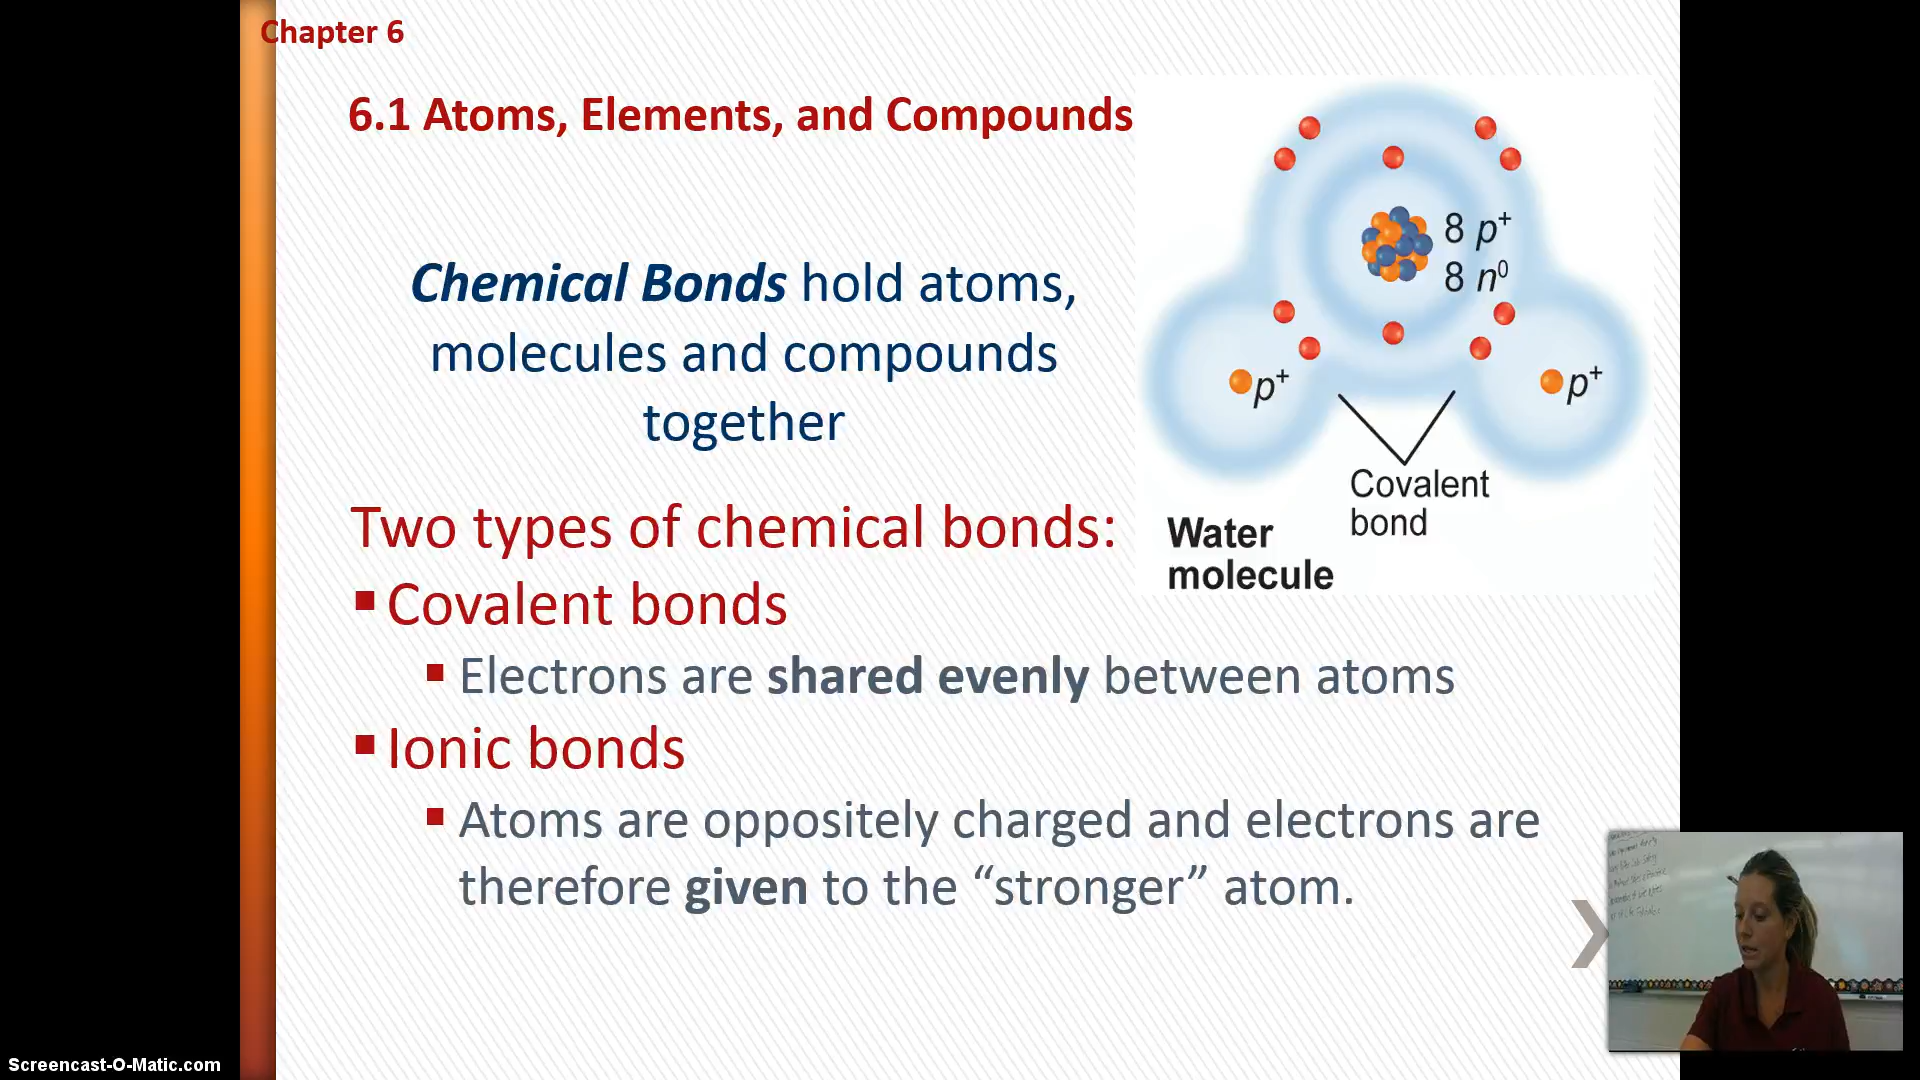 Chapter 6
6.1 Atoms, Elements, and Compounds
Chemical Bonds hold atoms,
molecules and compounds
together
8 p⁺
8 n⁰
p⁺
p⁺
Covalent
bond
Water
molecule
Two types of chemical bonds:
▪Covalent bonds
▪Electrons are shared evenly between atoms
▪Ionic bonds
▪Atoms are oppositely charged and electrons are
therefore given to the “stronger” atom.
Screencast-O-Matic.com